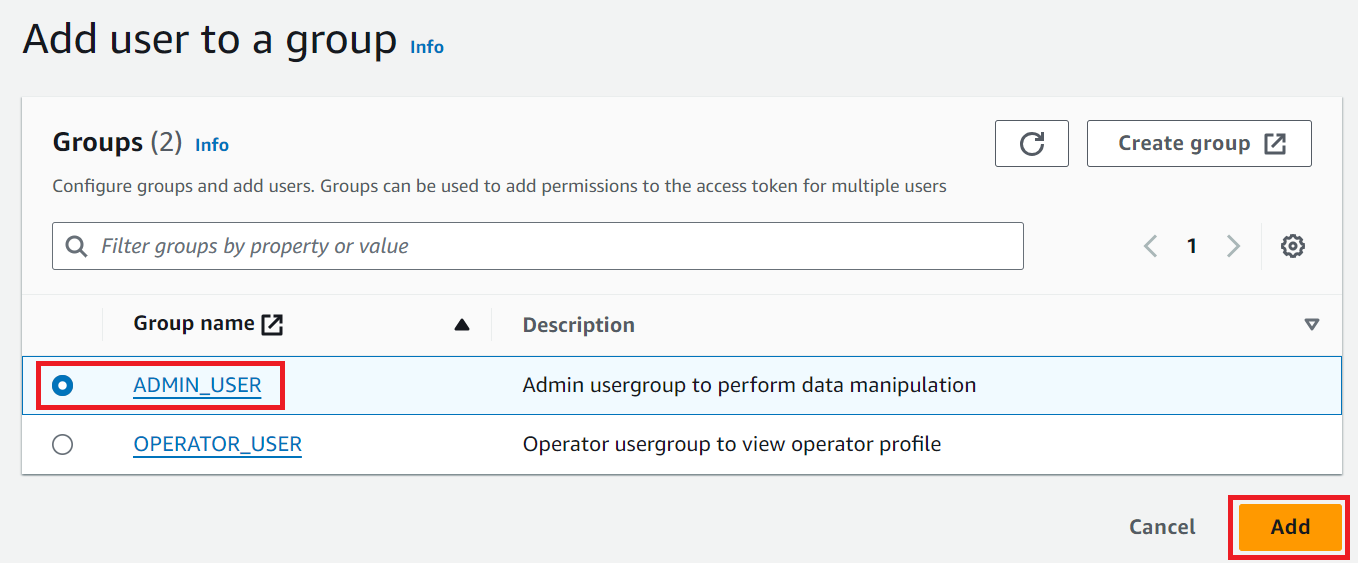 Add user to a group Info
Groups (2) Info
Create group
Configure groups and add users. Groups can be used to add permissions to the access token for multiple users
Filter groups by property or value
1
Group name Description
ADMIN_USER Admin usergroup to perform data manipulation
OPERATOR_USER Operator usergroup to view operator profile
Cancel Add